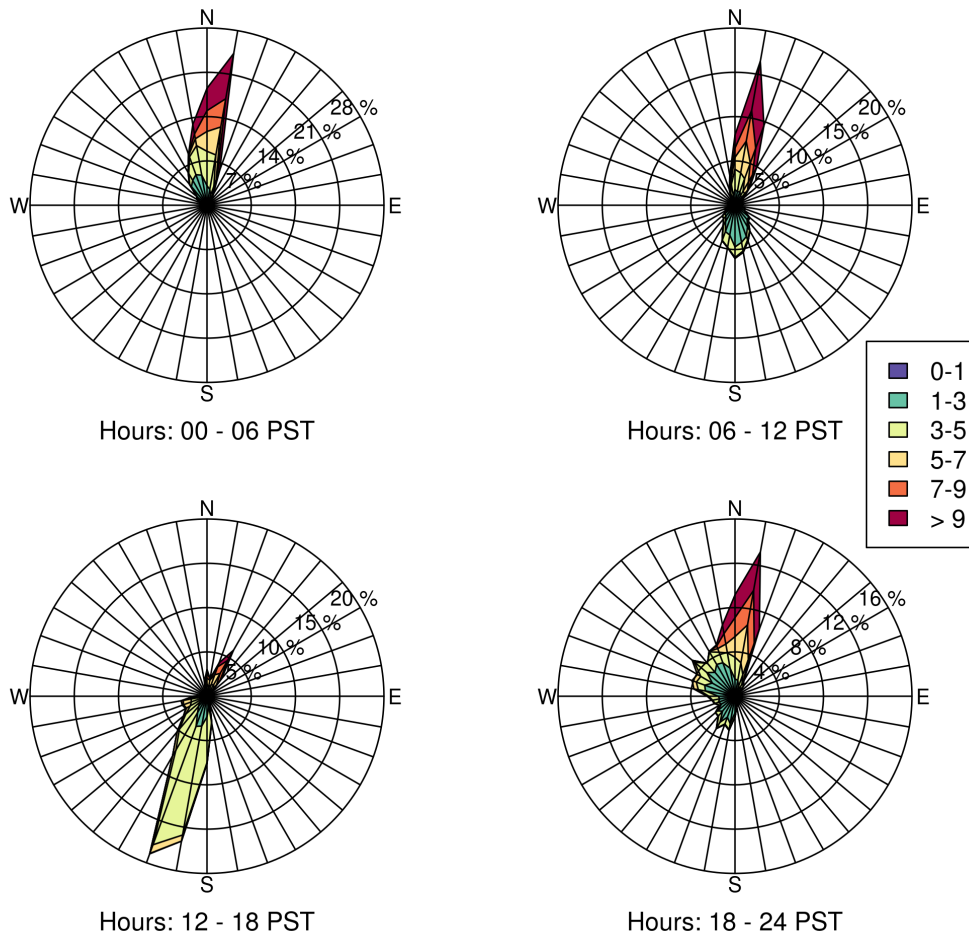 N
28 %
21 %
14 %
7 %
W
E
S
Hours: 00 - 06 PST
N
20 %
15 %
10 %
5 %
W
E
S
Hours: 06 - 12 PST
0-1
1-3
3-5
5-7
7-9
> 9
N
20 %
15 %
10 %
5 %
W
E
S
Hours: 12 - 18 PST
N
16 %
12 %
8 %
4 %
W
E
S
Hours: 18 - 24 PST